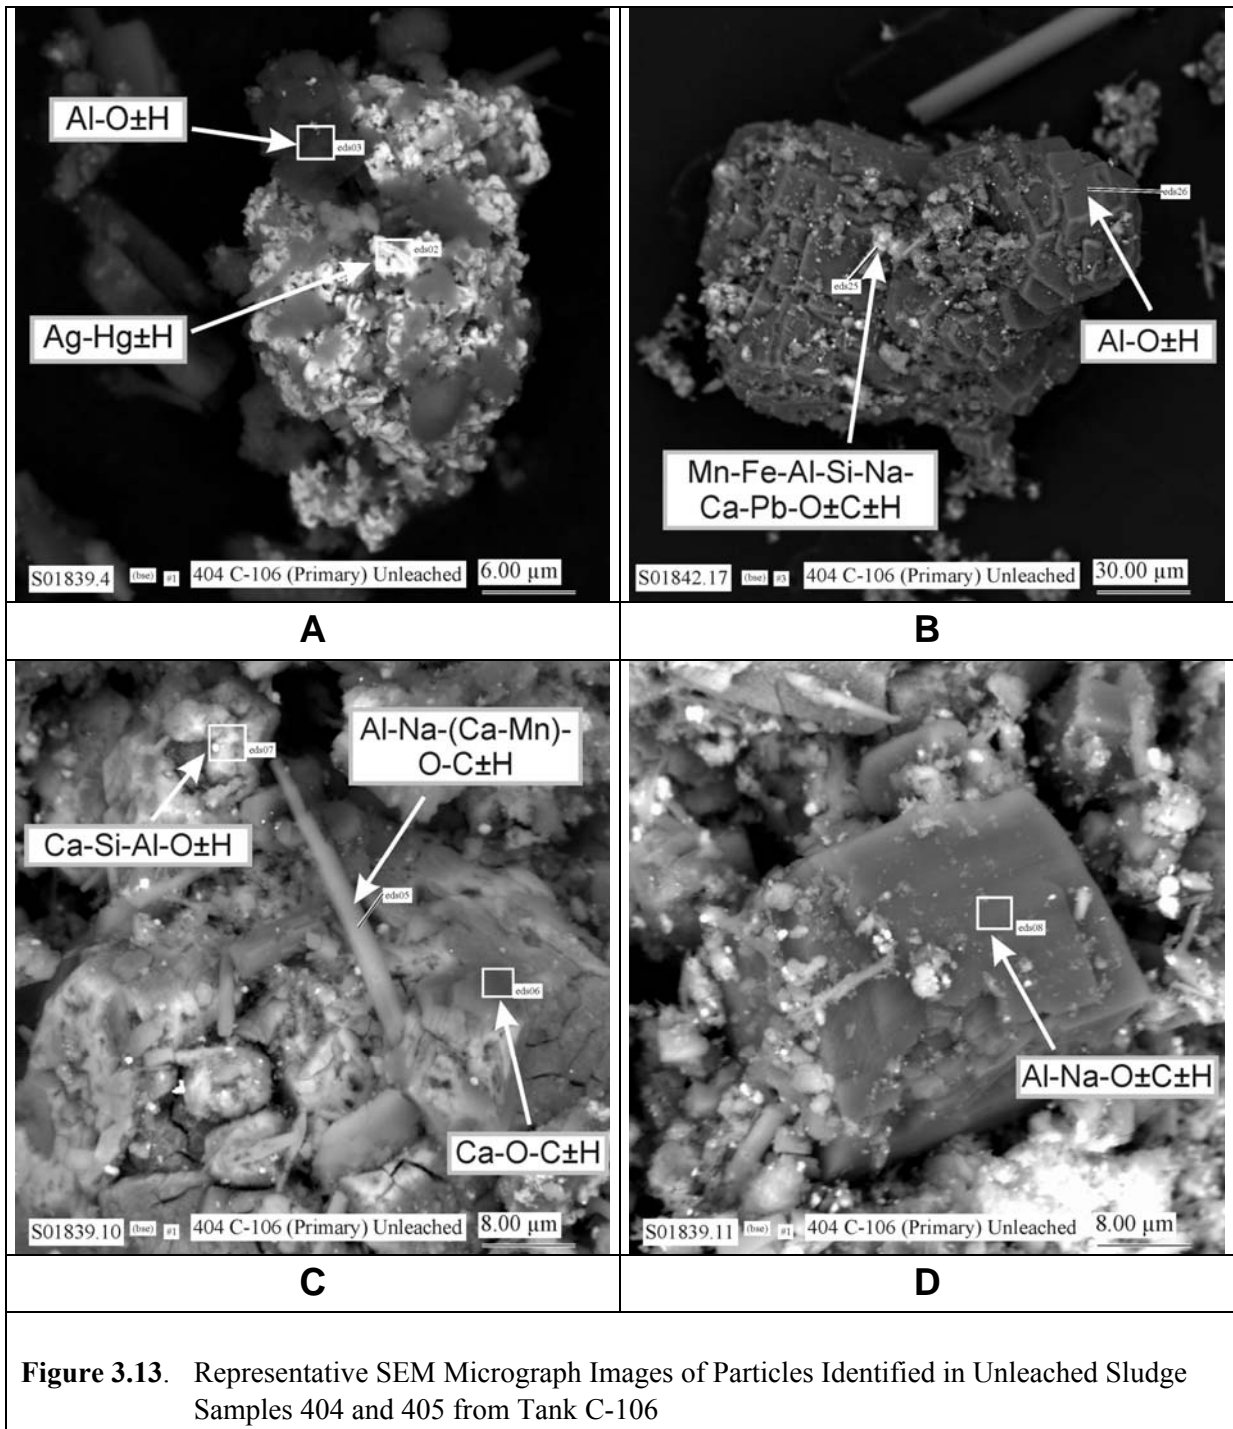 Al-O±H
eds03
eds02
Ag-Hg±H
S01839.4 (bse) #1 404 C-106 (Primary) Unleached 6.00 µm
A
eds26
eds25
Al-O±H
Mn-Fe-Al-Si-Na-
Ca-Pb-O±C±H
S01842.17 (bse) #3 404 C-106 (Primary) Unleached 30.00 µm
B
Al-Na-(Ca-Mn)-
O-C±H
eds07
Ca-Si-Al-O±H
eds05
eds06
Ca-O-C±H
S01839.10 (bse) #1 404 C-106 (Primary) Unleached 8.00 µm
C
eds08
Al-Na-O±C±H
S01839.11 (bse) #1 404 C-106 (Primary) Unleached 8.00 µm
D
Figure 3.13. Representative SEM Micrograph Images of Particles Identified in Unleached Sludge
Samples 404 and 405 from Tank C-106